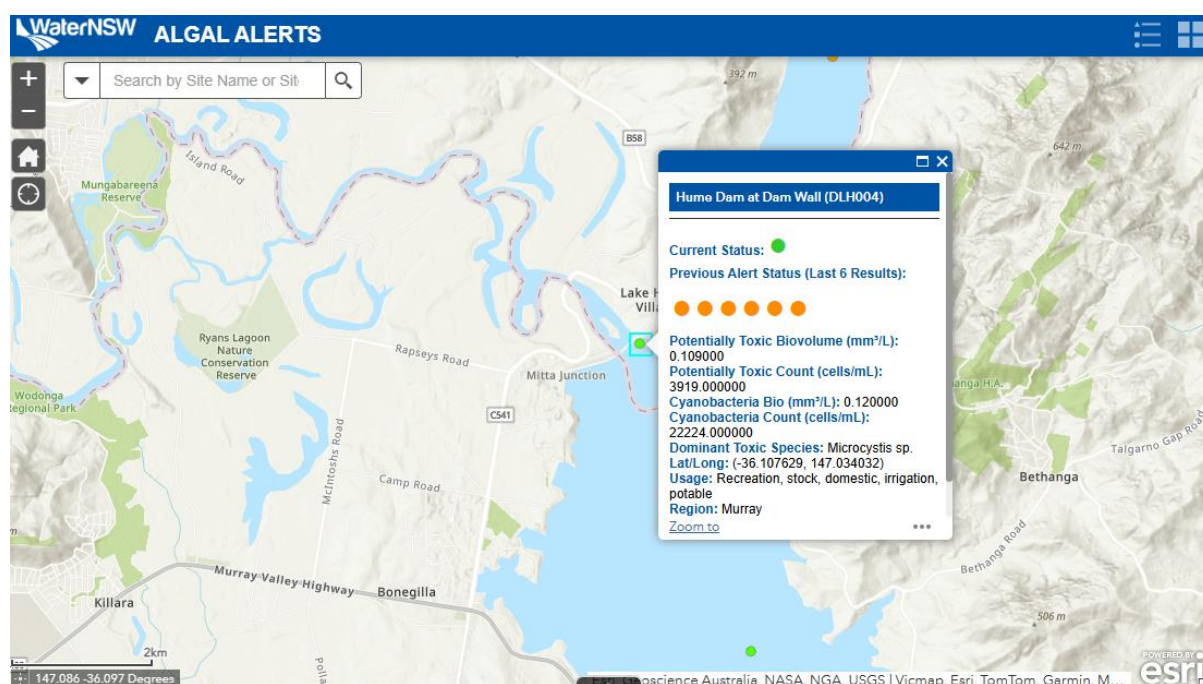 WaterNSW
ALGAL ALERTS
Search by Site Name or Sit
392 m
B58
642 m
Island Road
Mungabareena
Reserve
Hume Dam at Dam Wall (DLH004)
Current Status:
Previous Alert Status (Last 6 Results):
Lake H
Vill
Potentially Toxic Biovolume (mm³/L):
0.109000
Potentially Toxic Count (cells/mL):
3919.000000
Cyanobacteria Bio (mm³/L): 0.120000
Cyanobacteria Count (cells/mL):
22224.000000
Dominant Toxic Species: Microcystis sp.
Lat/Long: (-36.107629, 147.034032)
Usage: Recreation, stock, domestic, irrigation,
potable
Region: Murray
Zoom to
Ryans Lagoon
Nature
Conservation
Reserve
Rapseys Road
Mitta Junction
anga H.A.
Wodonga
Regional Park
C541
McIntoshs Road
Camp Road
Talgarno Gap Road
Bethanga
Bethanga Road
Murray Valley Highway
Bonegilla
Killara
506 m
2km
147.086 -36.097 Degrees
Geoscience Australia, NASA, NGA, USGS | Vicmap, Esri, TomTom, Garmin, M...
POWERED BY
esri